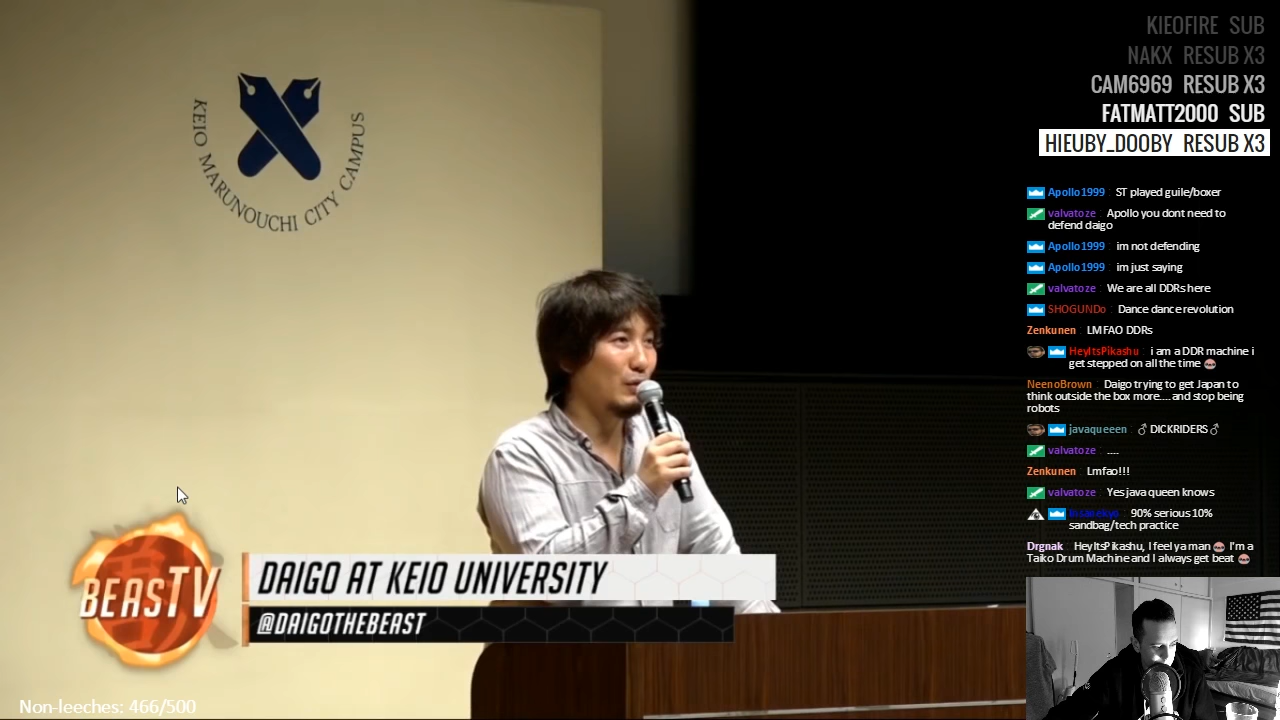 KEIO MARUNOUCHI CITY CAMPUS
BEASTV
DAIGO AT KEIO UNIVERSITY
@DAIGOTHEBEAST
Non-leeches: 466/500
KIEOFIRE SUB
NAKX RESUB X3
CAM6969 RESUB X3
FATMATT2000 SUB
HIEUBY_DOOBY RESUB X3
Apollo1999 : ST played guile/boxer
valvatoze : Apollo you dont need to
defend daigo
Apollo1999 : im not defending
Apollo1999 : im just saying
valvatoze : We are all DDRs here
SHOGUNDo : Dance dance revolution
Zenkunen : LMFAO DDRs
HeyItsPikashu : i am a DDR machine i
get stepped on all the time
NeenoBrown : Daigo trying to get Japan to
think outside the box more....and stop being
robots
javaqueeen : ♂ DICKRIDERS ♂
valvatoze : ....
Zenkunen : Lmfao!!!
valvatoze : Yes java queen knows
90% serious 10%
sandbag/tech practice
Drgnak : HeyItsPikashu, I feel ya man I'm a
Taiko Drum Machine and I always get beat